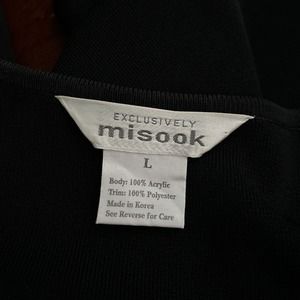 EXCLUSIVELY
misook
L
Body: 100% Acrylic
Trim: 100% Polyester
Made in Korea
See Reverse for Care